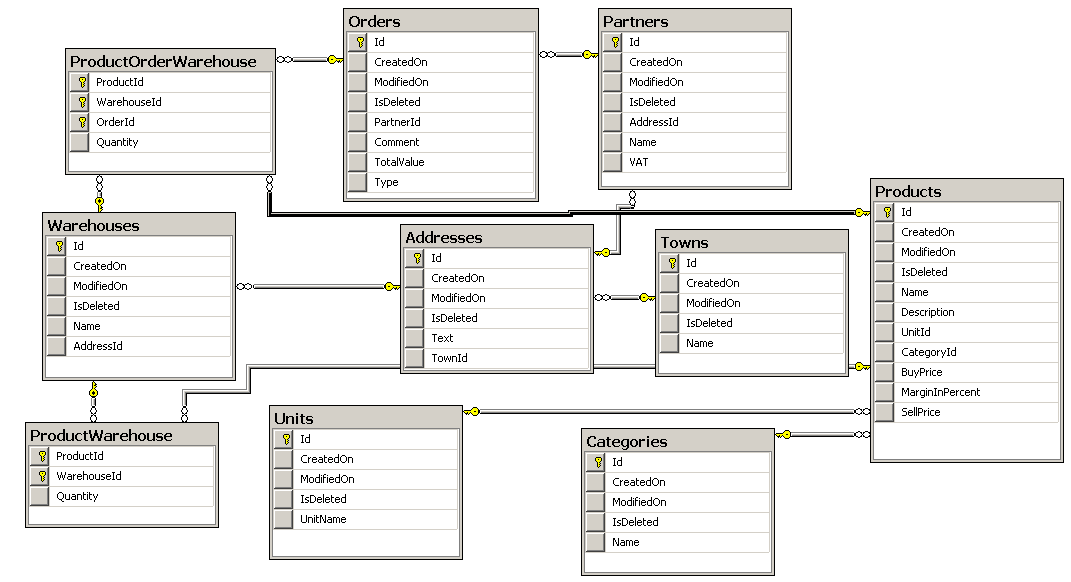 Orders
Id
CreatedOn
ModifiedOn
IsDeleted
PartnerId
Comment
TotalValue
Type
Partners
Id
CreatedOn
ModifiedOn
IsDeleted
AddressId
Name
VAT
ProductOrderWarehouse
ProductId
WarehouseId
OrderId
Quantity
Products
Id
CreatedOn
ModifiedOn
IsDeleted
Name
Description
UnitId
CategoryId
BuyPrice
MarginInPercent
SellPrice
Warehouses
Id
CreatedOn
ModifiedOn
IsDeleted
Name
AddressId
Addresses
Id
CreatedOn
ModifiedOn
IsDeleted
Text
TownId
Towns
Id
CreatedOn
ModifiedOn
IsDeleted
Name
ProductWarehouse
ProductId
WarehouseId
Quantity
Units
Id
CreatedOn
ModifiedOn
IsDeleted
UnitName
Categories
Id
CreatedOn
ModifiedOn
IsDeleted
Name